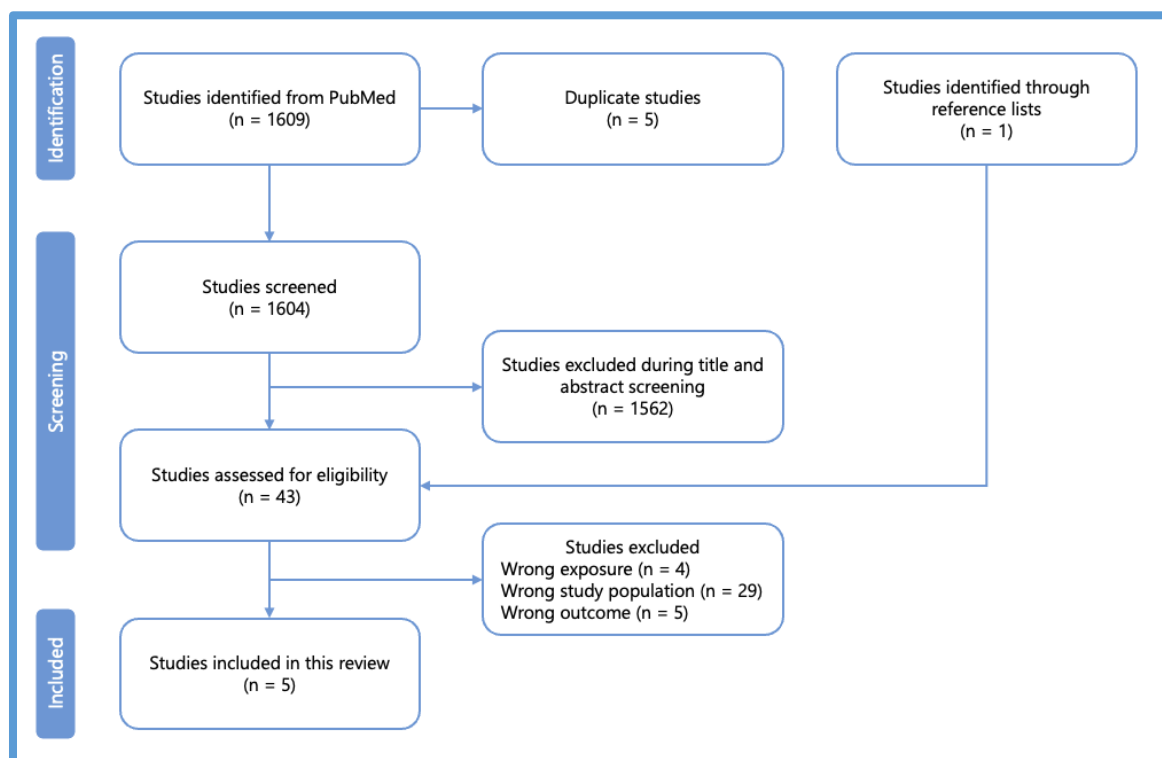 Identification
Studies identified from PubMed
(n = 1609)
Duplicate studies
(n = 5)
Studies identified through
reference lists
(n = 1)
Screening
Studies screened
(n = 1604)
Studies excluded during title and
abstract screening
(n = 1562)
Studies assessed for eligibility
(n = 43)
Studies excluded
Wrong exposure (n = 4)
Wrong study population (n = 29)
Wrong outcome (n = 5)
Included
Studies included in this review
(n = 5)